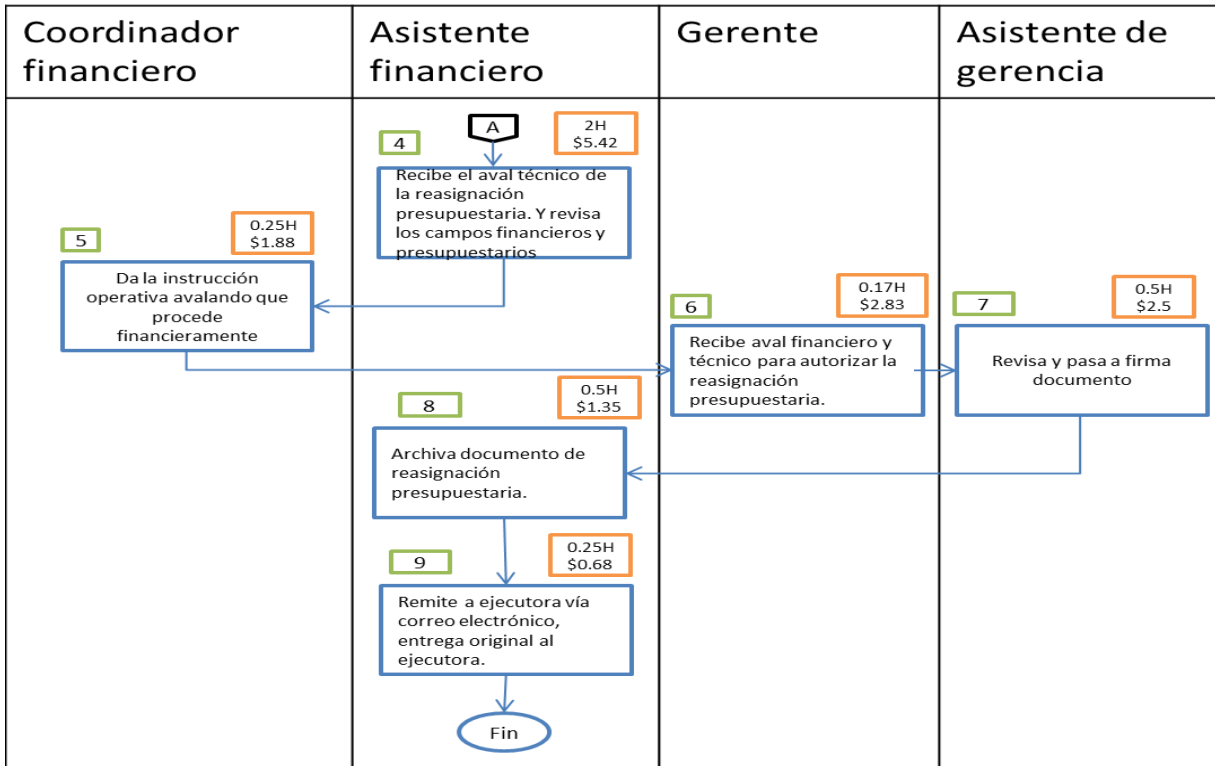 Coordinador
financiero
Asistente
financiero
Gerente
Asistente de
gerencia
4
A
2H
$5.42
Recibe el aval técnico de
la reasignación
presupuestaria. Y revisa
los campos financieros y
presupuestarios
5
0.25H
$1.88
Da la instrucción
operativa avalando que
procede
financieramente
6
0.17H
$2.83
Recibe aval financiero y
técnico para autorizar la
reasignación
presupuestaria.
7
0.5H
$2.5
Revisa y pasa a firma
documento
8
0.5H
$1.35
Archiva documento de
reasignación
presupuestaria.
9
0.25H
$0.68
Remite a ejecutora vía
correo electrónico,
entrega original al
ejecutora.
Fin